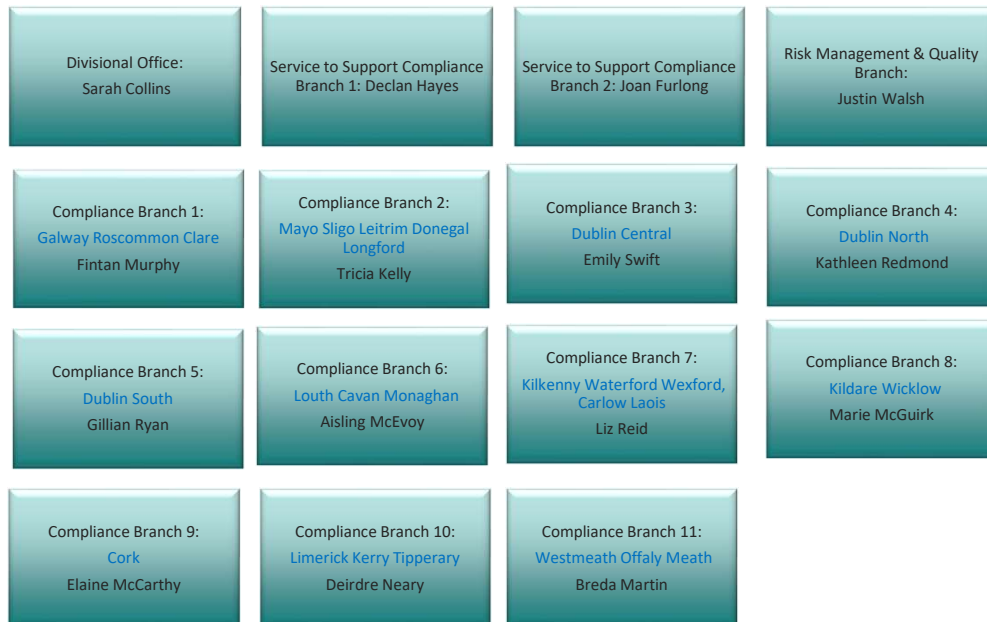 Divisional Office:
Sarah Collins
Service to Support Compliance
Branch 1: Declan Hayes
Service to Support Compliance
Branch 2: Joan Furlong
Risk Management & Quality
Branch:
Justin Walsh
Compliance Branch 1:
Galway Roscommon Clare
Fintan Murphy
Compliance Branch 2:
Mayo Sligo Leitrim Donegal
Longford
Tricia Kelly
Compliance Branch 3:
Dublin Central
Emily Swift
Compliance Branch 4:
Dublin North
Kathleen Redmond
Compliance Branch 5:
Dublin South
Gillian Ryan
Compliance Branch 6:
Louth Cavan Monaghan
Aisling McEvoy
Compliance Branch 7:
Kilkenny Waterford Wexford,
Carlow Laois
Liz Reid
Compliance Branch 8:
Kildare Wicklow
Marie McGuirk
Compliance Branch 9:
Cork
Elaine McCarthy
Compliance Branch 10:
Limerick Kerry Tipperary
Deirdre Neary
Compliance Branch 11:
Westmeath Offaly Meath
Breda Martin